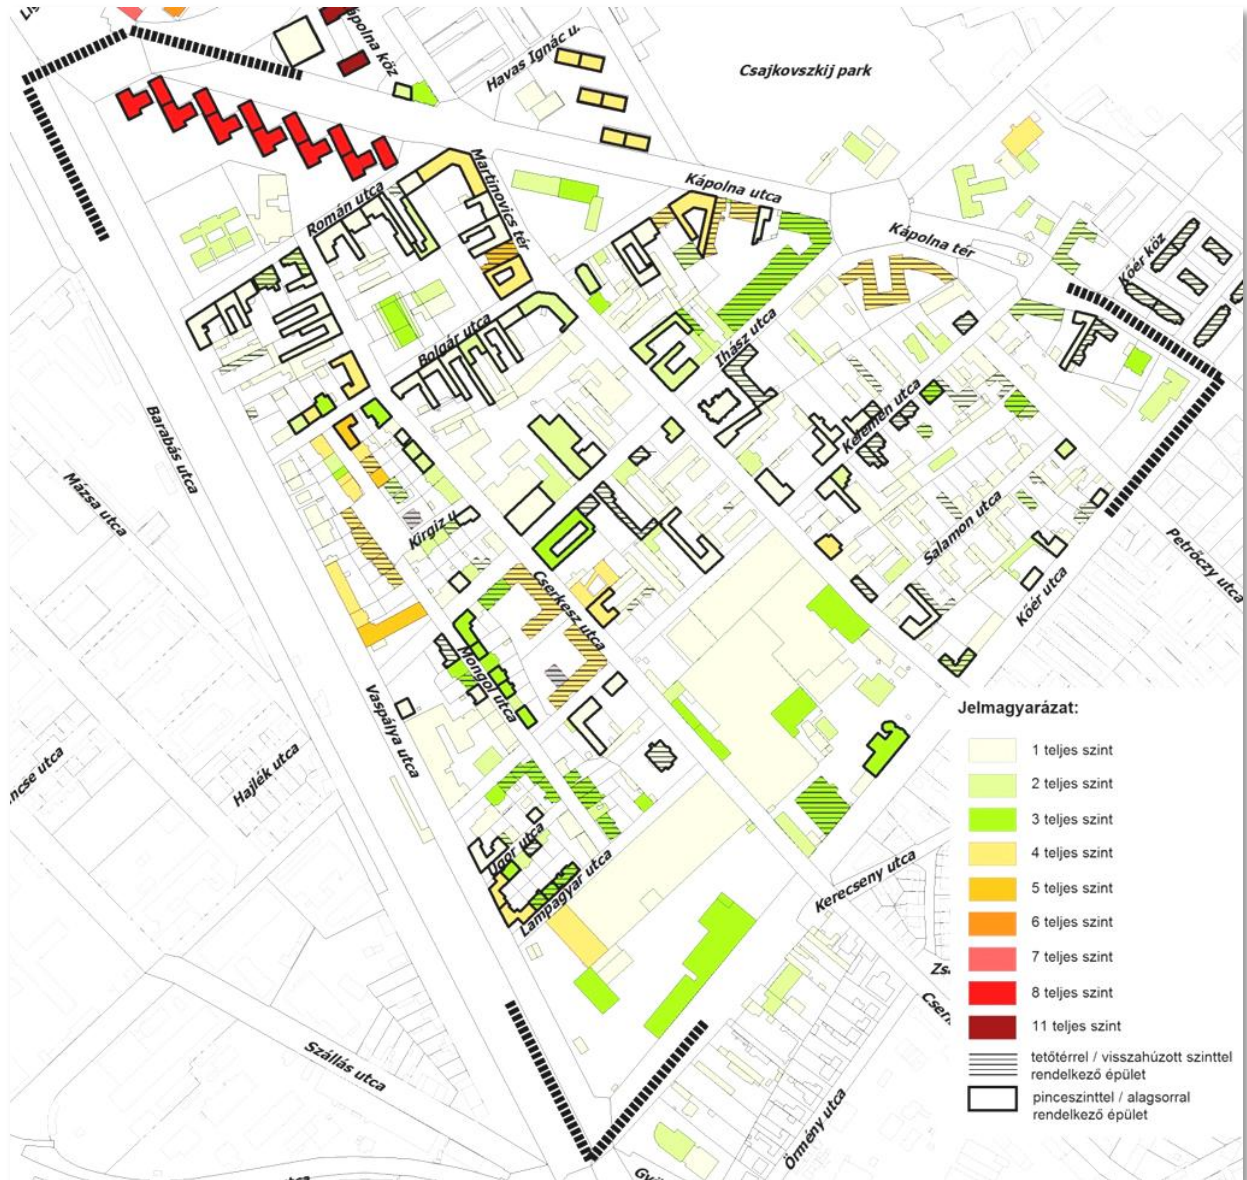 Kápolna köz
Havas Ignác u.
Csajkovszkij park
Román utca
Martinovics tér
Kápolna utca
Kápolna tér
Kőér köz
Bolgár utca
Ihász utca
Kelemen utca
Barabás utca
Mázsa utca
Kirgiz u.
Salamon utca
Petrőczy utca
Kőér utca
Cserkesz utca
Mongol utca
Vaspálya utca
Hajlék utca
Ugor utca
Lampagyár utca
Kerecseny utca
Szállás utca
Örmény utca
Jelmagyarázat:
1 teljes szint
2 teljes szint
3 teljes szint
4 teljes szint
5 teljes szint
6 teljes szint
7 teljes szint
8 teljes szint
11 teljes szint
tetőtérrel / visszahúzott szinttel
rendelkező épület
pinceszinttel / alagsorral
rendelkező épület